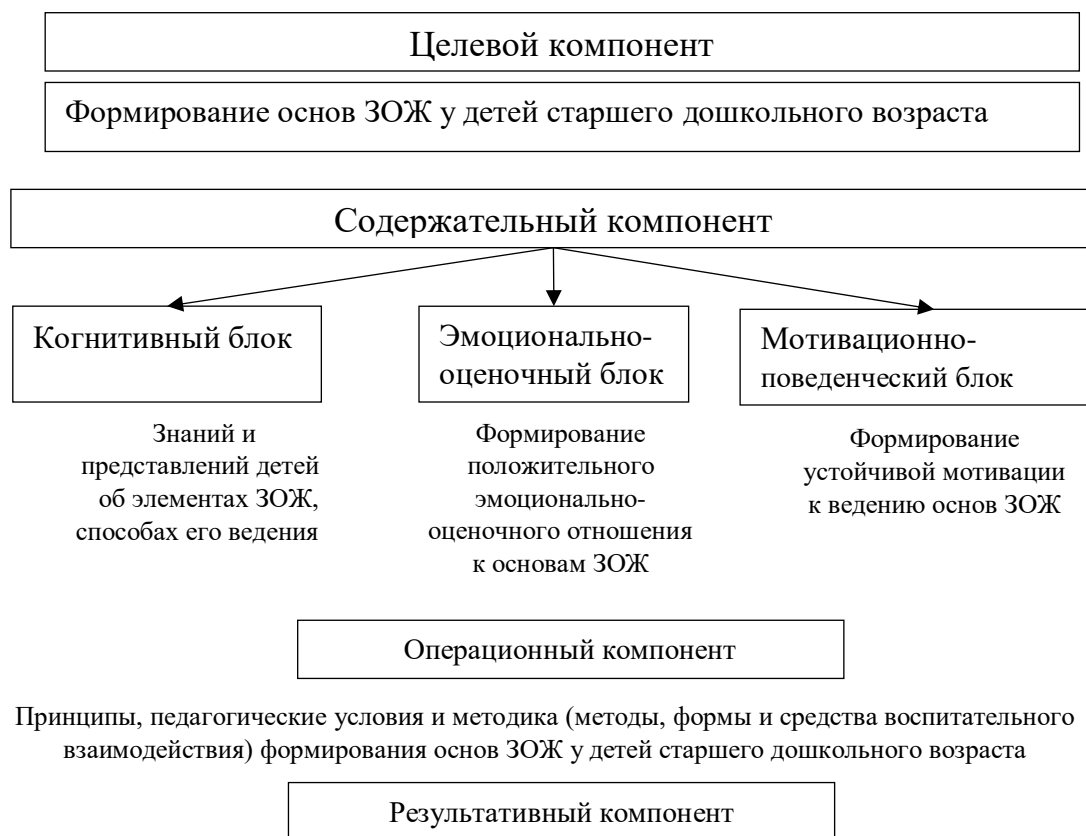 Целевой компонент
Формирование основ ЗОЖ у детей старшего дошкольного возраста
Содержательный компонент
Когнитивный блок
Эмоционально-
оценочный блок
Мотивационно-
поведенческий блок
Знаний и
представлений детей
об элементах ЗОЖ,
способах его ведения
Формирование
положительного
эмоционально-
оценочного отношения
к основам ЗОЖ
Формирование
устойчивой мотивации
к ведению основ ЗОЖ
Операционный компонент
Принципы, педагогические условия и методика (методы, формы и средства воспитательного
взаимодействия) формирования основ ЗОЖ у детей старшего дошкольного возраста
Результативный компонент